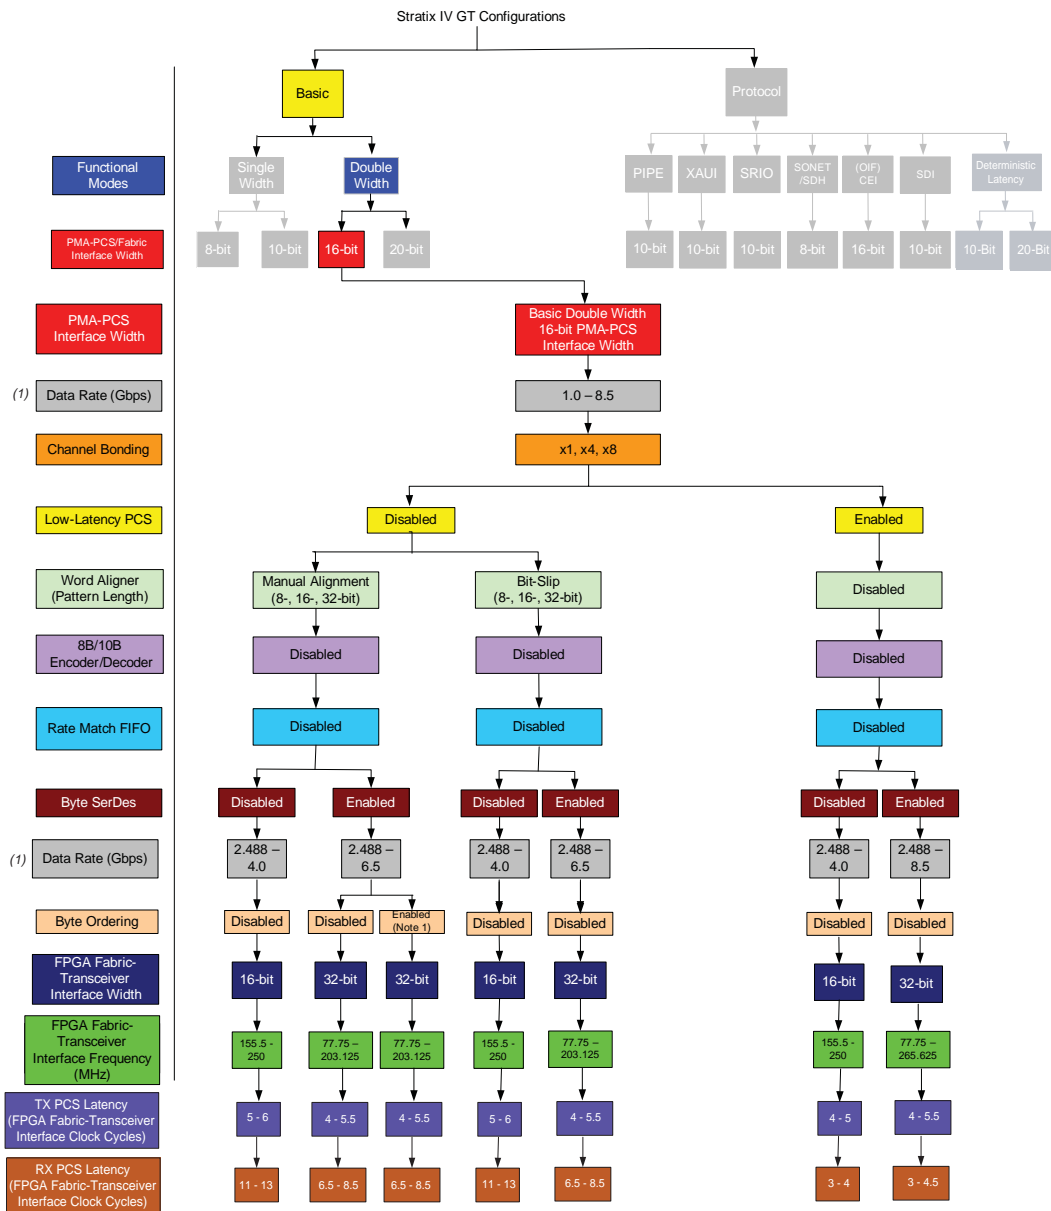 Stratix IV GT Configurations
Basic
Protocol
Functional
Modes
Single
Width
Double
Width
PIPE
XAUI
SRIO
SONET
/SDH
(OIF)
CEI
SDI
Deterministic
Latency
PMA-PCS/Fabric
Interface Width
8-bit
10-bit
16-bit
20-bit
10-bit
10-bit
10-bit
8-bit
16-bit
10-bit
10-Bit
20-Bit
PMA-PCS
Interface Width
Basic Double Width
16-bit PMA-PCS
Interface Width
(1)
Data Rate (Gbps)
1.0 – 8.5
Channel Bonding
x1, x4, x8
Low-Latency PCS
Disabled
Enabled
Word Aligner
(Pattern Length)
Manual Alignment
(8-, 16-, 32-bit)
Bit-Slip
(8-, 16-, 32-bit)
Disabled
8B/10B
Encoder/Decoder
Disabled
Disabled
Disabled
Rate Match FIFO
Disabled
Disabled
Disabled
Byte SerDes
Disabled
Enabled
Disabled
Enabled
Disabled
Enabled
(1)
Data Rate (Gbps)
2.488 –
4.0
2.488 –
6.5
2.488 –
4.0
2.488 –
6.5
2.488 –
4.0
2.488 –
8.5
Byte Ordering
Disabled
Disabled
Enabled
(Note 1)
Disabled
Disabled
Disabled
Disabled
FPGA Fabric-
Transceiver
Interface Width
16-bit
32-bit
32-bit
16-bit
32-bit
16-bit
32-bit
FPGA Fabric-
Transceiver
Interface Frequency
(MHz)
155.5 -
250
77.75 –
203.125
77.75 –
203.125
155.5 -
250
77.75 –
203.125
155.5 -
250
77.75 –
265.625
TX PCS Latency
(FPGA Fabric-Transceiver
Interface Clock Cycles)
5 - 6
4 - 5.5
4 - 5.5
5 - 6
4 - 5.5
4 - 5
4 - 5.5
RX PCS Latency
(FPGA Fabric-Transceiver
Interface Clock Cycles)
11 - 13
6.5 - 8.5
6.5 - 8.5
11 - 13
6.5 - 8.5
3 - 4
3 - 4.5